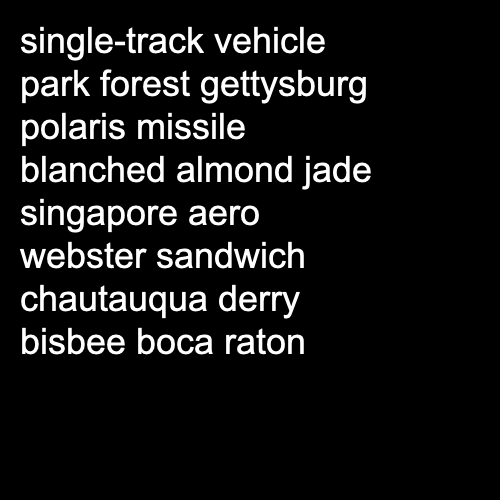 single-track vehicle
park forest gettysburg
polaris missile
blanched almond jade
singapore aero
webster sandwich
chautauqua derry
bisbee boca raton